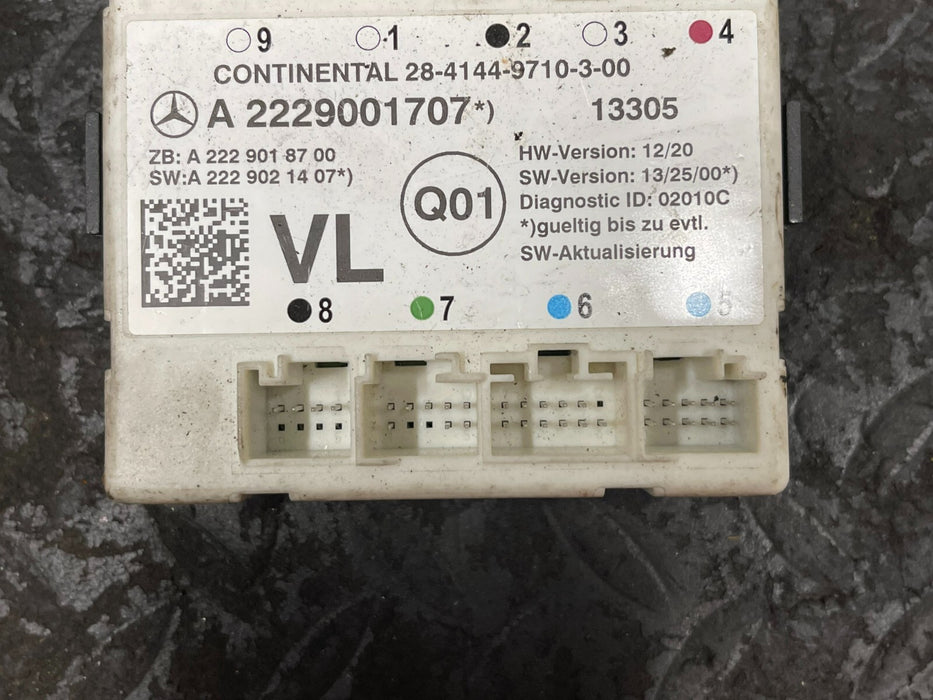 9 1 2 3 4
CONTINENTAL 28-4144-9710-3-00
A 2229001707*) 13305
ZB: A 222 901 87 00
SW:A 222 902 14 07*)
VL
Q01
HW-Version: 12/20
SW-Version: 13/25/00*)
Diagnostic ID: 02010C
*)gueltig bis zu evtl.
SW-Aktualisierung
8 7 6 5